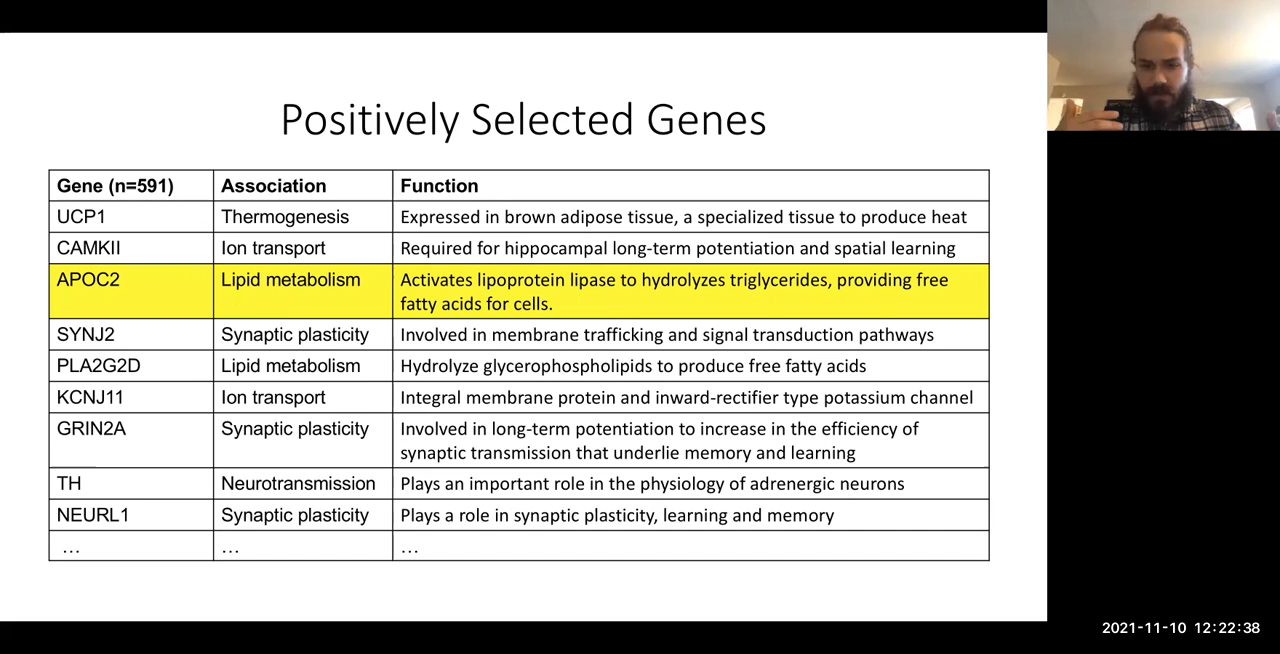 Positively Selected Genes
Gene (n=591) Association Function
UCP1 Thermogenesis Expressed in brown adipose tissue, a specialized tissue to produce heat
CAMKII Ion transport Required for hippocampal long-term potentiation and spatial learning
APOC2 Lipid metabolism Activates lipoprotein lipase to hydrolyzes triglycerides, providing free
fatty acids for cells.
SYNJ2 Synaptic plasticity Involved in membrane trafficking and signal transduction pathways
PLA2G2D Lipid metabolism Hydrolyze glycerophospholipids to produce free fatty acids
KCNJ11 Ion transport Integral membrane protein and inward-rectifier type potassium channel
GRIN2A Synaptic plasticity Involved in long-term potentiation to increase in the efficiency of
synaptic transmission that underlie memory and learning
TH Neurotransmission Plays an important role in the physiology of adrenergic neurons
NEURL1 Synaptic plasticity Plays a role in synaptic plasticity, learning and memory
… … …
2021-11-10 12:22:38